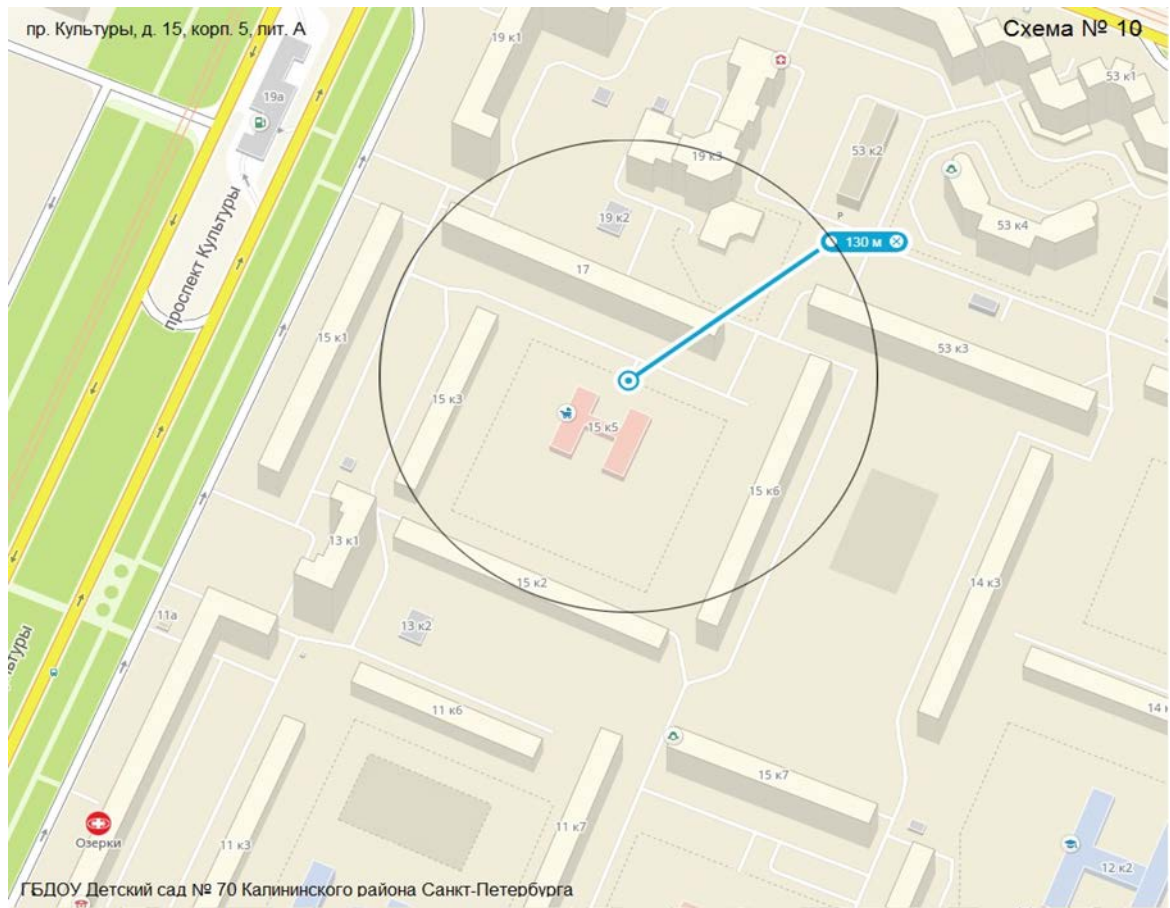 пр. Культуры, д. 15, корп. 5, лит. А
Схема № 10
19 к1
53 к1
19а
53 к2
19 к3
проспект Культуры
19 к2
Р
53 к4
130 м
17
15 к1
53 к3
15 к3
15 к5
15 к6
13 к1
15 к2
14 к3
11а
13 к2
11 к6
14
15 к7
Озерки
11 к3
11 к7
12 к2
ГБДОУ Детский сад № 70 Калининского района Санкт-Петербурга